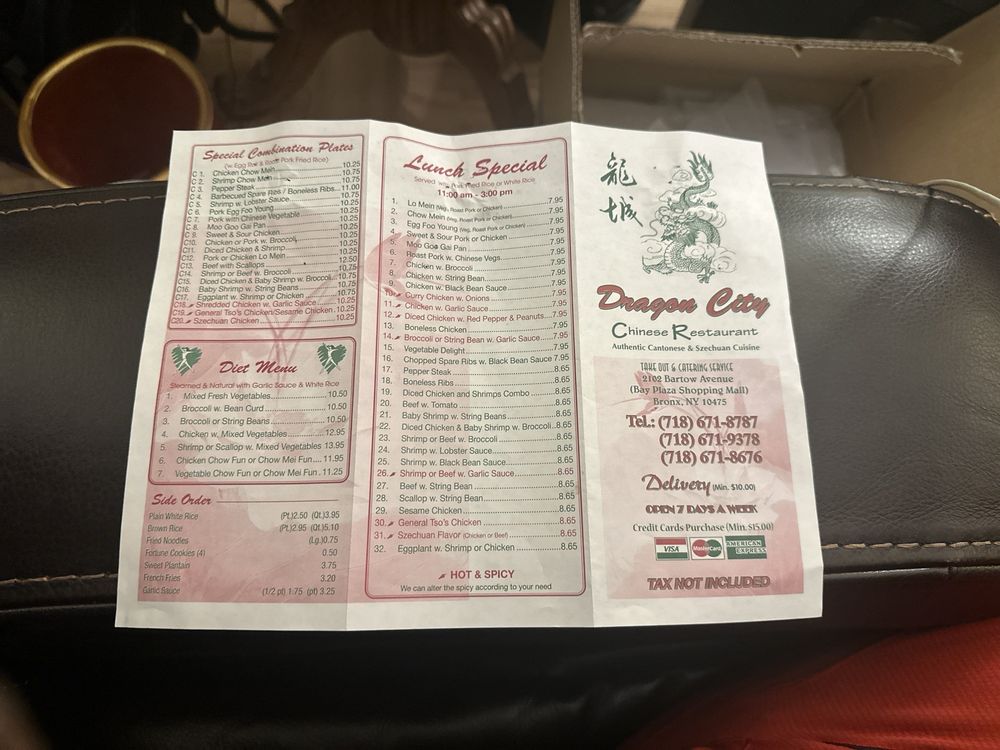 Special Combination Plates
(w. Egg Roll & Roast Pork Fried Rice)
C 1. Chicken Chow Mein 10.25
C 2. Shrimp Chow Mein 10.75
C 3. Pepper Steak 10.75
C 4. Barbecued Spare Ribs / Boneless Ribs 11.00
C 5. Shrimp w. Lobster Sauce 10.75
C 6. Pork Egg Foo Young 10.25
C 7. Pork with Chinese Vegetable 10.25
C 8. Moo Goo Gai Pan 10.25
C 9. Sweet & Sour Chicken 10.25
C10. Chicken or Pork w. Broccoli 10.25
C11. Diced Chicken & Shrimp 10.25
C12. Pork or Chicken Lo Mein 10.25
C13. Beef with Scallops 12.50
C14. Shrimp or Beef w. Broccoli 10.75
C15. Diced Chicken & Baby Shrimp w. Broccoli 10.75
C16. Baby Shrimp w. String Beans 10.75
C17. Eggplant w. Shrimp or Chicken 10.75
C18. Shredded Chicken w. Garlic Sauce 10.25
C19. General Tso's Chicken/Sesame Chicken 10.25
C20. Szechuan Chicken 10.25
Diet Menu
Steamed & Natural with Garlic Sauce & White Rice
1. Mixed Fresh Vegetables 10.50
2. Broccoli w. Bean Curd 10.50
3. Broccoli or String Beans 10.50
4. Chicken w. Mixed Vegetables 12.95
5. Shrimp or Scallop w. Mixed Vegetables 13.95
6. Chicken Chow Fun or Chow Mei Fun 11.95
7. Vegetable Chow Fun or Chow Mei Fun 11.25
Side Order
Plain White Rice (Pt)2.50 (Qt)3.95
Brown Rice (Pt)2.95 (Qt)5.10
Fried Noodles (Lg.)0.75
Fortune Cookies (4) 0.50
Sweet Plantain 3.75
French Fries 3.20
Garlic Sauce (1/2 pt) 1.75 (pt) 3.25
Lunch Special
Served w. Pork Fried Rice or White Rice
11:00 am - 3:00 pm
1. Lo Mein (Veg. Roast Pork or Chicken) 7.95
2. Chow Mein (Veg. Roast Pork or Chicken) 7.95
3. Egg Foo Young (Veg. Roast Pork or Chicken) 7.95
4. Sweet & Sour Pork or Chicken 7.95
5. Moo Goo Gai Pan 7.95
6. Roast Pork w. Chinese Vegs. 7.95
7. Chicken w. Broccoli 7.95
8. Chicken w. String Bean 7.95
9. Chicken w. Black Bean Sauce 7.95
10. Curry Chicken w. Onions 7.95
11. Chicken w. Garlic Sauce 7.95
12. Diced Chicken w. Red Pepper & Peanuts 7.95
13. Boneless Chicken 7.95
14. Broccoli or String Bean w. Garlic Sauce 7.95
15. Vegetable Delight 7.95
16. Chopped Spare Ribs w. Black Bean Sauce 7.95
17. Pepper Steak 8.65
18. Boneless Ribs 8.65
19. Diced Chicken and Shrimps Combo 8.65
20. Beef w. Tomato 8.65
21. Baby Shrimp w. String Beans 8.65
22. Diced Chicken & Baby Shrimp w. Broccoli 8.65
23. Shrimp or Beef w. Broccoli 8.65
24. Shrimp w. Lobster Sauce 8.65
25. Shrimp w. Black Bean Sauce 8.65
26. Shrimp or Beef w. Garlic Sauce 8.65
27. Beef w. String Bean 8.65
28. Scallop w. String Bean 8.65
29. Sesame Chicken 8.65
30. General Tso's Chicken 8.65
31. Szechuan Flavor (Chicken or Beef) 8.65
32. Eggplant w. Shrimp or Chicken 8.65
HOT & SPICY
We can alter the spicy according to your need
龍城
Dragon City
Chinese Restaurant
Authentic Cantonese & Szechuan Cuisine
TAKE OUT & CATERING SERVICE
2102 Bartow Avenue
(Bay Plaza Shopping Mall)
Bronx, NY 10475
Tel.: (718) 671-8787
(718) 671-9378
(718) 671-8676
Delivery (Min. $10.00)
OPEN 7 DAYS A WEEK
Credit Cards Purchase (Min. $15.00)
VISA MasterCard AMERICAN EXPRESS
TAX NOT INCLUDED